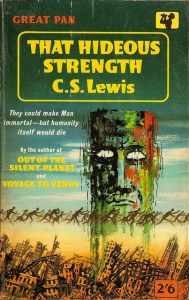 GREAT PAN
THAT HIDEOUS
STRENGTH
C.S. Lewis
They could make Man
immortal—but humanity
itself would die
By the author of
OUT OF THE
SILENT PLANET
and
VOYAGE TO VENUS
2'6